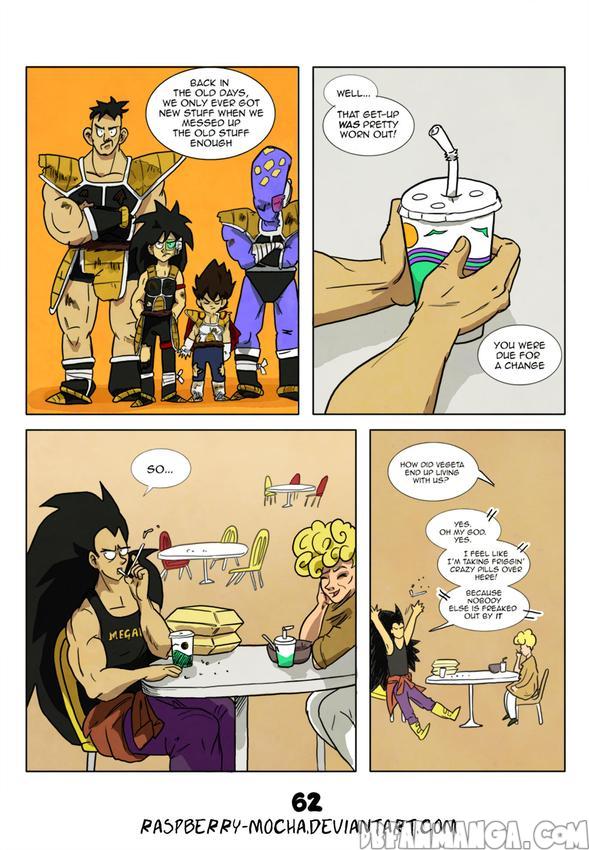 BACK IN
THE OLD DAYS,
WE ONLY EVER GOT
NEW STUFF WHEN WE
MESSED UP
THE OLD STUFF
ENOUGH
WELL...
THAT GET-UP
WAS PRETTY
WORN OUT!
YOU WERE
DUE FOR
A CHANGE
SO...
MEGA
HOW DID VEGETA
END UP LIVING
WITH US?
YES.
OH MY GOD.
YES.
I FEEL LIKE
I'M TAKING FRIGGIN'
CRAZY PILLS OVER
HERE!
BECAUSE
NOBODY
ELSE IS FREAKED
OUT BY IT
62
RASPBERRY-MOCHA.DEVIANTART.COM
DBFANMANGA.COM